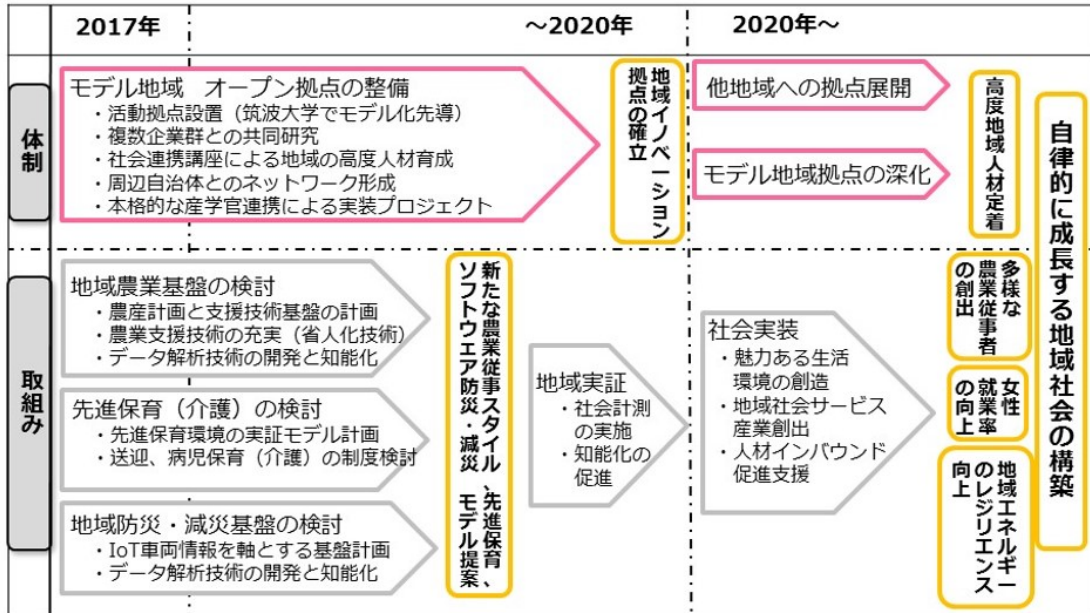 2017年
～2020年
2020年～
体制
モデル地域　オープン拠点の整備
・活動拠点設置（筑波大学でモデル化先導）
・複数企業群との共同研究
・社会連携講座による地域の高度人材育成
・周辺自治体とのネットワーク形成
・本格的な産学官連携による実装プロジェクト
地域イノベーション
拠点の確立
他地域への拠点展開
モデル地域拠点の深化
高度地域人材定着
自律的に成長する地域社会の構築
取組み
地域農業基盤の検討
・農産計画と支援技術基盤の計画
・農業支援技術の充実（省人化技術）
・データ解析技術の開発と知能化
先進保育（介護）の検討
・先進保育環境の実証モデル計画
・送迎、病児保育（介護）の制度検討
地域防災・減災基盤の検討
・IoT車両情報を軸とする基盤計画
・データ解析技術の開発と知能化
新たな農業従事スタイル、先進保育、
ソフトウエア防災・減災　モデル提案
地域実証
・社会計測
の実施
・知能化の
促進
社会実装
・魅力ある生活
環境の創造
・地域社会サービス
産業創出
・人材インバウンド
促進支援
多様な
農業従事者
の創出
女性
就業率
の向上
地域エネルギー
のレジリエンス
向上